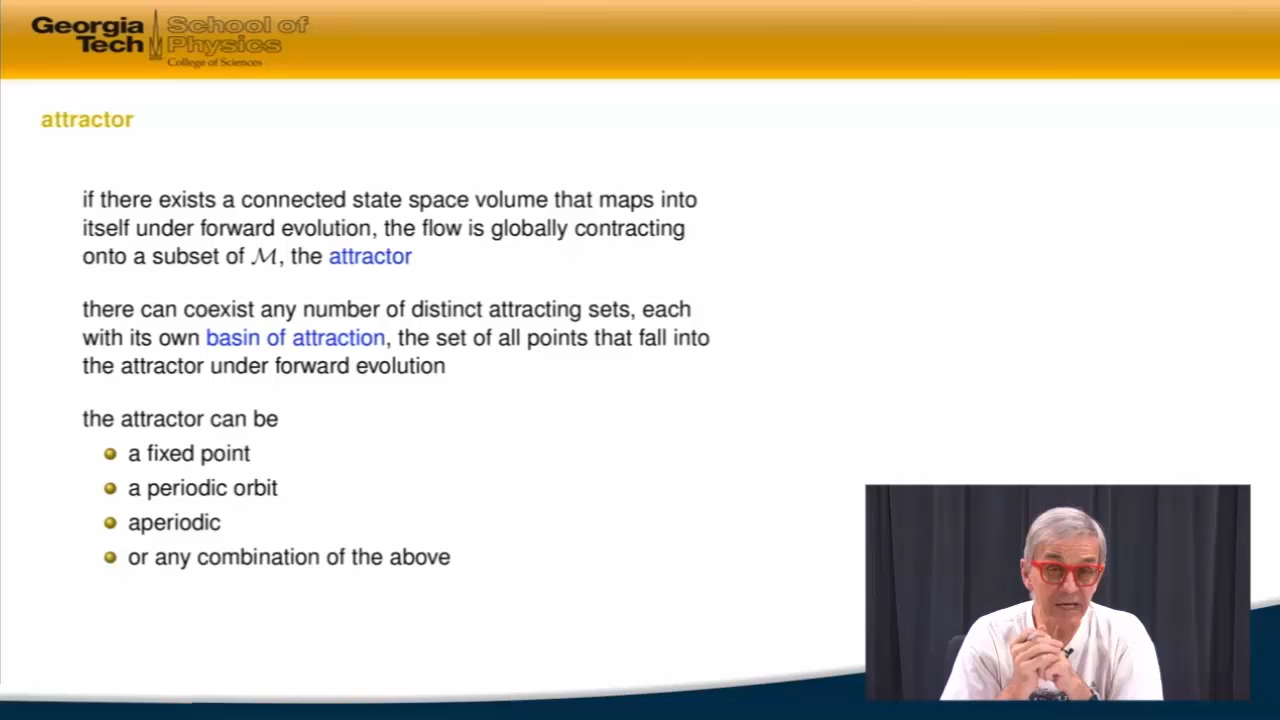 Georgia Tech
School of Physics
College of Sciences
attractor
if there exists a connected state space volume that maps into
itself under forward evolution, the flow is globally contracting
onto a subset of ℳ, the attractor
there can coexist any number of distinct attracting sets, each
with its own basin of attraction, the set of all points that fall into
the attractor under forward evolution
the attractor can be
a fixed point
a periodic orbit
aperiodic
or any combination of the above